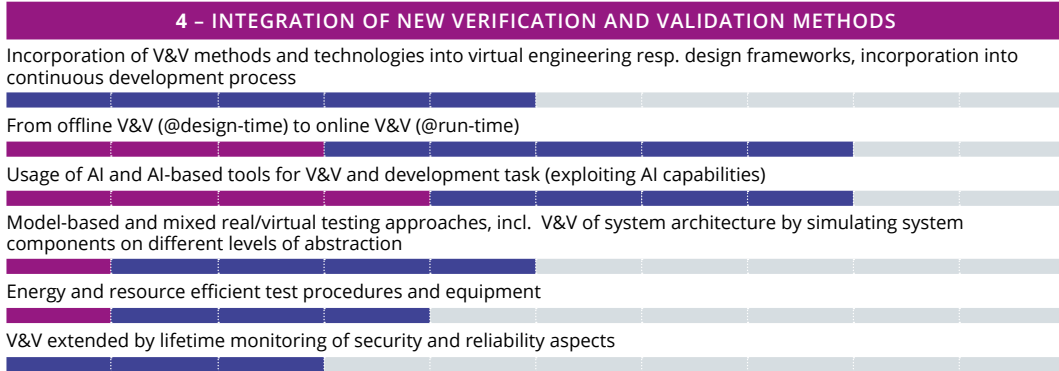 4 – INTEGRATION OF NEW VERIFICATION AND VALIDATION METHODS
Incorporation of V&V methods and technologies into virtual engineering resp. design frameworks, incorporation into
continuous development process
From offline V&V (@design-time) to online V&V (@run-time)
Usage of AI and AI-based tools for V&V and development task (exploiting AI capabilities)
Model-based and mixed real/virtual testing approaches, incl. V&V of system architecture by simulating system
components on different levels of abstraction
Energy and resource efficient test procedures and equipment
V&V extended by lifetime monitoring of security and reliability aspects